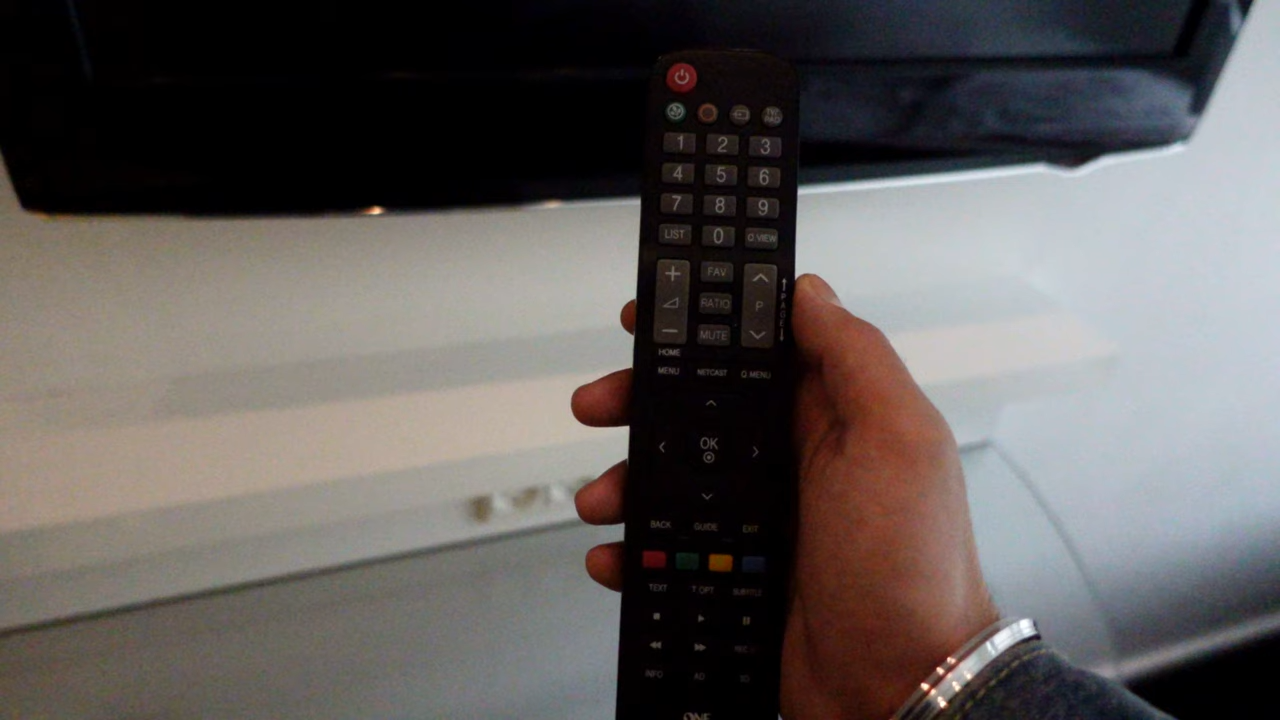 1 2 3
4 5 6
7 8 9
LIST 0 Q.VIEW
+ FAV
RATIO P
- MUTE
PAGE
HOME
MENU NETCAST Q.MENU
OK
BACK GUIDE EXIT
TEXT T.OPT SUBTITLE
INFO AD
ONE